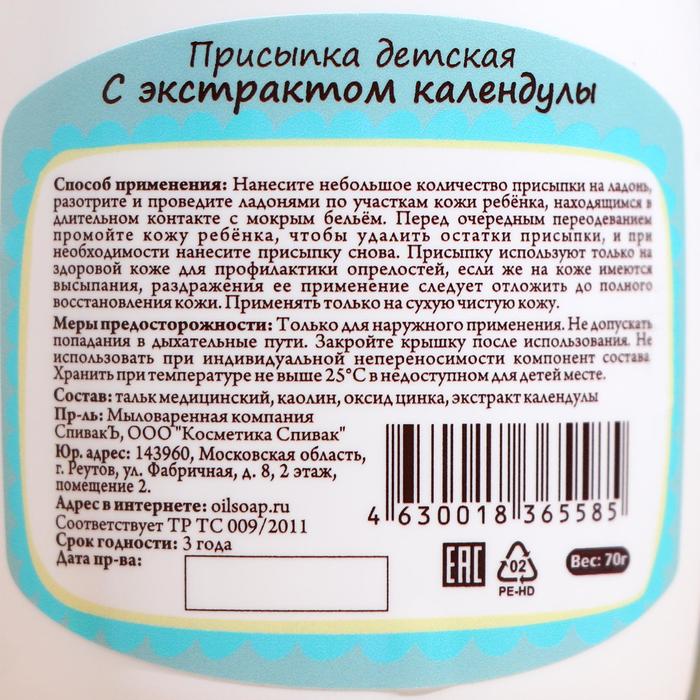 Присыпка детская
С экстрактом календулы
Способ применения: Нанесите небольшое количество присыпки на ладонь,
разотрите и проведите ладонями по участкам кожи ребёнка, находящимся в
длительном контакте с мокрым бельём. Перед очередным переодеванием
промойте кожу ребёнка, чтобы удалить остатки присыпки, и при
необходимости нанесите присыпку снова. Присыпку используют только на
здоровой коже для профилактики опрелостей, если же на коже имеются
высыпания, раздражения ее применение следует отложить до полного
восстановления кожи. Применять только на сухую чистую кожу.
Меры предосторожности: Только для наружного применения. Не допускать
попадания в дыхательные пути. Закройте крышку после использования. Не
использовать при индивидуальной непереносимости компонент состава.
Хранить при температуре не выше 25°С в недоступном для детей месте.
Состав: тальк медицинский, каолин, оксид цинка, экстракт календулы
Пр-ль: Мыловаренная компания
СпивакЪ, ООО "Косметика Спивак"
Юр. адрес: 143960, Московская область,
г. Реутов, ул. Фабричная, д. 8, 2 этаж,
помещение 2.
Адрес в интернете: oilsoap.ru
Соответствует ТР ТС 009/2011
Срок годности: 3 года
Дата пр-ва:
4 630018 365585
ЕАС
02
PE-HD
Вес: 70г